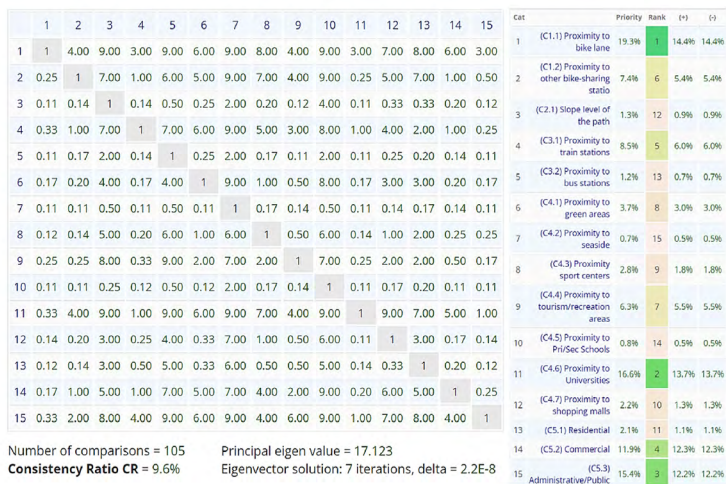 1 2 3 4 5 6 7 8 9 10 11 12 13 14 15
1 1 4.00 9.00 3.00 9.00 6.00 9.00 8.00 4.00 9.00 3.00 7.00 8.00 6.00 3.00
2 0.25 1 7.00 1.00 6.00 5.00 9.00 7.00 4.00 9.00 0.25 5.00 7.00 1.00 0.50
3 0.11 0.14 1 0.14 0.50 0.25 2.00 0.20 0.12 4.00 0.11 0.33 0.33 0.20 0.12
4 0.33 1.00 7.00 1 7.00 6.00 9.00 5.00 3.00 8.00 1.00 4.00 2.00 1.00 0.25
5 0.11 0.17 2.00 0.14 1 0.25 2.00 0.17 0.11 2.00 0.11 0.25 0.20 0.14 0.11
6 0.17 0.20 4.00 0.17 4.00 1 9.00 1.00 0.50 8.00 0.17 3.00 3.00 0.20 0.17
7 0.11 0.11 0.50 0.11 0.50 0.11 1 0.17 0.14 0.50 0.11 0.14 0.17 0.14 0.11
8 0.12 0.14 5.00 0.20 6.00 1.00 6.00 1 0.50 6.00 0.14 1.00 2.00 0.25 0.25
9 0.25 0.25 8.00 0.33 9.00 2.00 7.00 2.00 1 7.00 0.25 2.00 2.00 0.50 0.17
10 0.11 0.11 0.25 0.12 0.50 0.12 2.00 0.17 0.14 1 0.11 0.17 0.20 0.11 0.11
11 0.33 4.00 9.00 1.00 9.00 6.00 9.00 7.00 4.00 9.00 1 9.00 7.00 5.00 1.00
12 0.14 0.20 3.00 0.25 4.00 0.33 7.00 1.00 0.50 6.00 0.11 1 3.00 0.17 0.14
13 0.12 0.14 3.00 0.50 5.00 0.33 6.00 0.50 0.50 5.00 0.14 0.33 1 0.20 0.12
14 0.17 1.00 5.00 1.00 7.00 5.00 7.00 4.00 2.00 9.00 0.20 6.00 5.00 1 0.25
15 0.33 2.00 8.00 4.00 9.00 6.00 9.00 4.00 6.00 9.00 1.00 7.00 8.00 4.00 1
Number of comparisons = 105 Principal eigen value = 17.123
Consistency Ratio CR = 9.6% Eigenvector solution: 7 iterations, delta = 2.2E-8
Cat Priority Rank (+) (-)
1 (C1.1) Proximity to bike lane 19.3% 1 14.4% 14.4%
2 (C1.2) Proximity to other bike-sharing statio 7.4% 6 5.4% 5.4%
3 (C2.1) Slope level of the path 1.3% 12 0.9% 0.9%
4 (C3.1) Proximity to train stations 8.5% 5 6.0% 6.0%
5 (C3.2) Proximity to bus stations 1.2% 13 0.7% 0.7%
6 (C4.1) Proximity to green areas 3.7% 8 3.0% 3.0%
7 (C4.2) Proximity to seaside 0.7% 15 0.5% 0.5%
8 (C4.3) Proximity sport centers 2.8% 9 1.8% 1.8%
9 (C4.4) Proximity to tourism/recreation areas 6.3% 7 5.5% 5.5%
10 (C4.5) Proximity to Pri/Sec Schools 0.8% 14 0.5% 0.5%
11 (C4.6) Proximity to Universities 16.6% 2 13.7% 13.7%
12 (C4.7) Proximity to shopping malls 2.2% 10 1.3% 1.3%
13 (C5.1) Residential 2.1% 11 1.1% 1.1%
14 (C5.2) Commercial 11.9% 4 12.3% 12.3%
15 (C5.3) Administrative/Public 15.4% 3 12.2% 12.2%